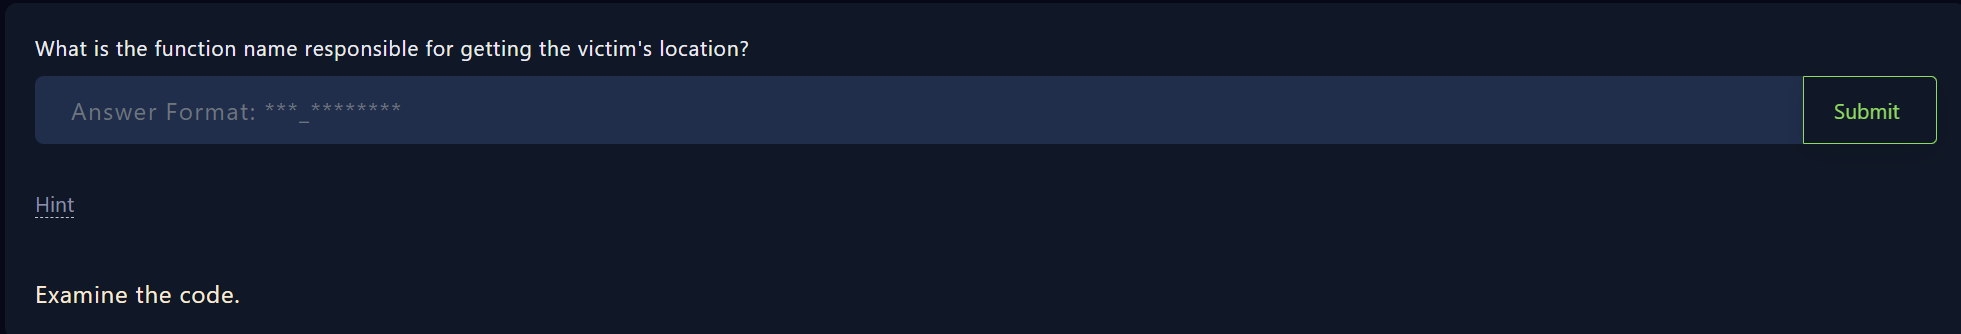 What is the function name responsible for getting the victim's location?
Answer Format: ***_********
Submit
Hint
Examine the code.